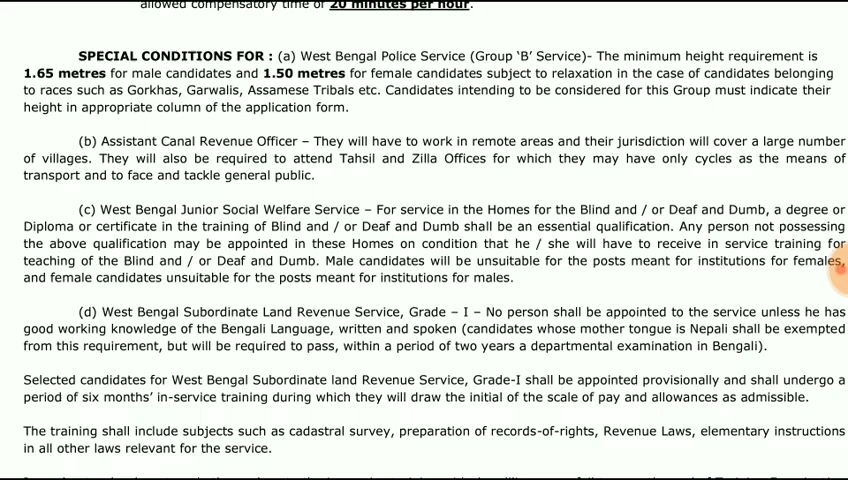 allowed compensatory time of 20 minutes per hour.
SPECIAL CONDITIONS FOR : (a) West Bengal Police Service (Group ‘B’ Service)- The minimum height requirement is
1.65 metres for male candidates and 1.50 metres for female candidates subject to relaxation in the case of candidates belonging
to races such as Gorkhas, Garwalis, Assamese Tribals etc. Candidates intending to be considered for this Group must indicate their
height in appropriate column of the application form.
(b) Assistant Canal Revenue Officer – They will have to work in remote areas and their jurisdiction will cover a large number
of villages. They will also be required to attend Tahsil and Zilla Offices for which they may have only cycles as the means of
transport and to face and tackle general public.
(c) West Bengal Junior Social Welfare Service – For service in the Homes for the Blind and / or Deaf and Dumb, a degree or
Diploma or certificate in the training of Blind and / or Deaf and Dumb shall be an essential qualification. Any person not possessing
the above qualification may be appointed in these Homes on condition that he / she will have to receive in service training for
teaching of the Blind and / or Deaf and Dumb. Male candidates will be unsuitable for the posts meant for institutions for females,
and female candidates unsuitable for the posts meant for institutions for males.
(d) West Bengal Subordinate Land Revenue Service, Grade – I – No person shall be appointed to the service unless he has
good working knowledge of the Bengali Language, written and spoken (candidates whose mother tongue is Nepali shall be exempted
from this requirement, but will be required to pass, within a period of two years a departmental examination in Bengali).
Selected candidates for West Bengal Subordinate land Revenue Service, Grade-I shall be appointed provisionally and shall undergo a
period of six months’ in-service training during which they will draw the initial of the scale of pay and allowances as admissible.
The training shall include subjects such as cadastral survey, preparation of records-of-rights, Revenue Laws, elementary instructions
in all other laws relevant for the service.